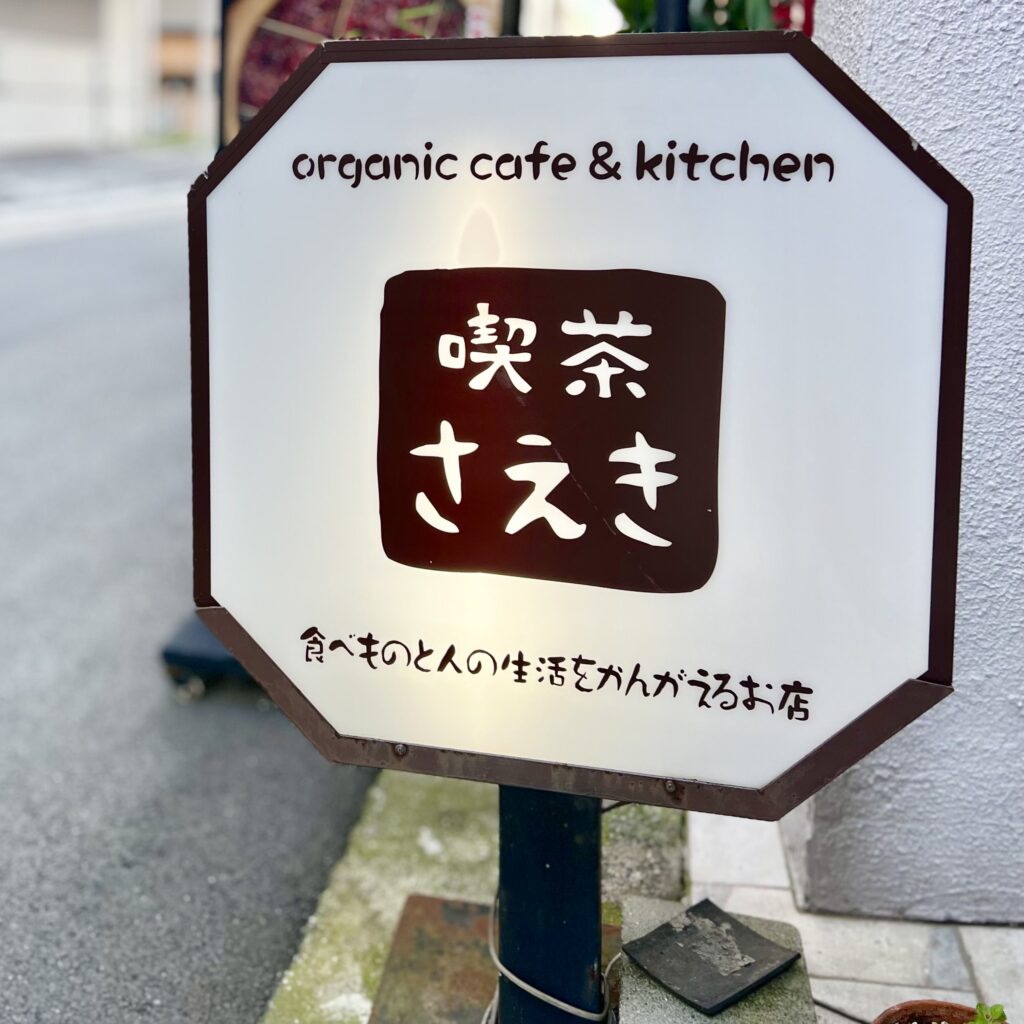 organic cafe & kitchen
喫茶
さえき
食べものと人の生活をかんがえるお店